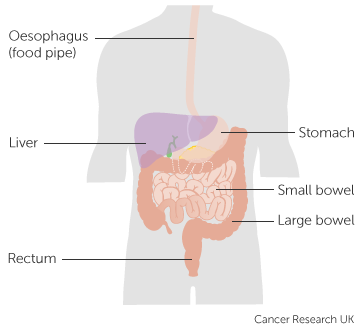 Oesophagus
(food pipe)
Liver
Stomach
Small bowel
Large bowel
Rectum
Cancer Research UK